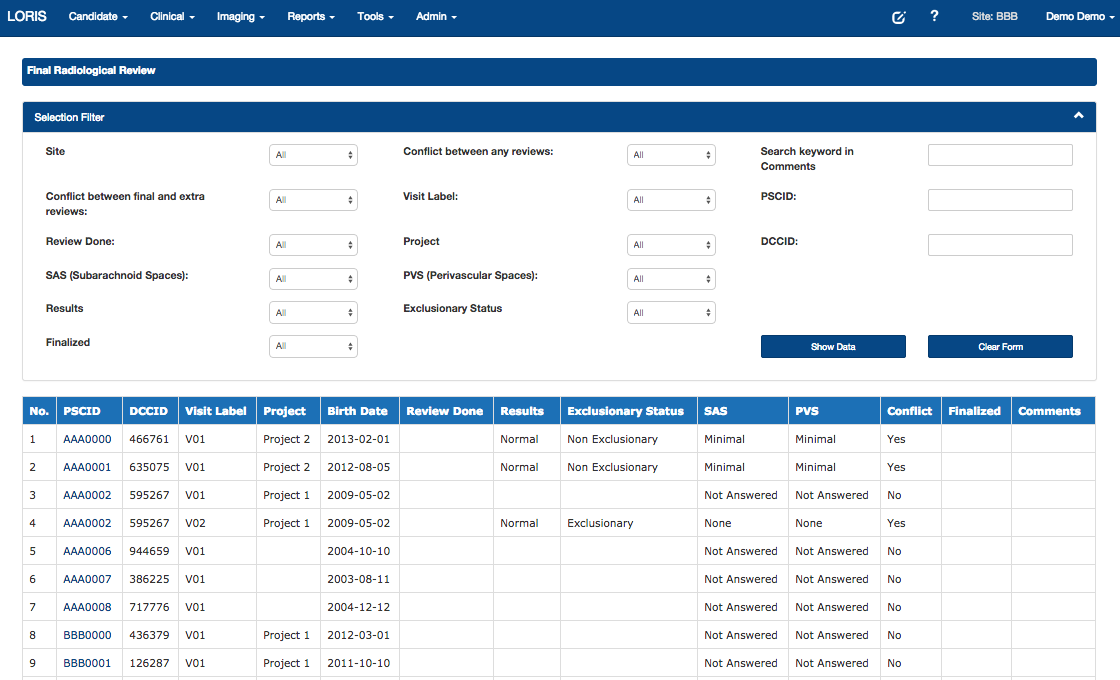 LORIS Candidate Clinical Imaging Reports Tools Admin ? Site: BBB Demo Demo
Final Radiological Review
Selection Filter
Site All Conflict between any reviews: All Search keyword in
Comments
Conflict between final and extra
reviews: All Visit Label: All PSCID:
Review Done: All Project All DCCID:
SAS (Subarachnoid Spaces): All PVS (Perivascular Spaces): All
Results All Exclusionary Status All
Finalized All Show Data Clear Form
No. PSCID DCCID Visit Label Project Birth Date Review Done Results Exclusionary Status SAS PVS Conflict Finalized Comments
1 AAA0000 466761 V01 Project 2 2013-02-01 Normal Non Exclusionary Minimal Minimal Yes
2 AAA0001 635075 V01 Project 2 2012-08-05 Normal Non Exclusionary Minimal Minimal Yes
3 AAA0002 595267 V01 Project 1 2009-05-02 Not Answered Not Answered No
4 AAA0002 595267 V02 Project 1 2009-05-02 Normal Exclusionary None None Yes
5 AAA0006 944659 V01 2004-10-10 Not Answered Not Answered No
6 AAA0007 386225 V01 2003-08-11 Not Answered Not Answered No
7 AAA0008 717776 V01 2004-12-12 Not Answered Not Answered No
8 BBB0000 436379 V01 Project 1 2012-03-01 Not Answered Not Answered No
9 BBB0001 126287 V01 Project 1 2011-10-10 Not Answered Not Answered No